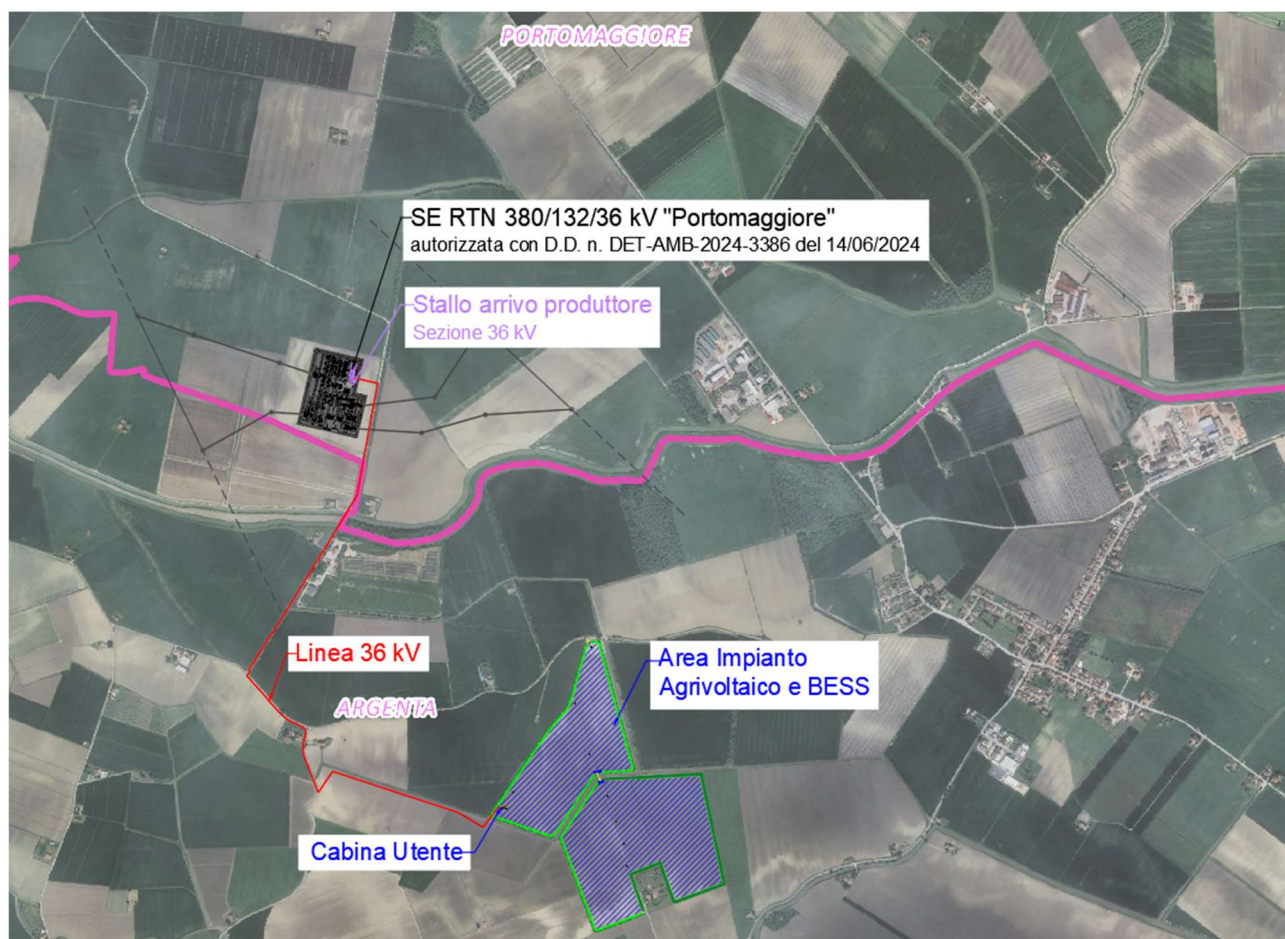 PORTOMAGGIORE
SE RTN 380/132/36 kV "Portomaggiore"
autorizzata con D.D. n. DET-AMB-2024-3386 del 14/06/2024
Stallo arrivo produttore
Sezione 36 kV
Linea 36 kV
Area Impianto
Agrivoltaico e BESS
ARGENTA
Cabina Utente